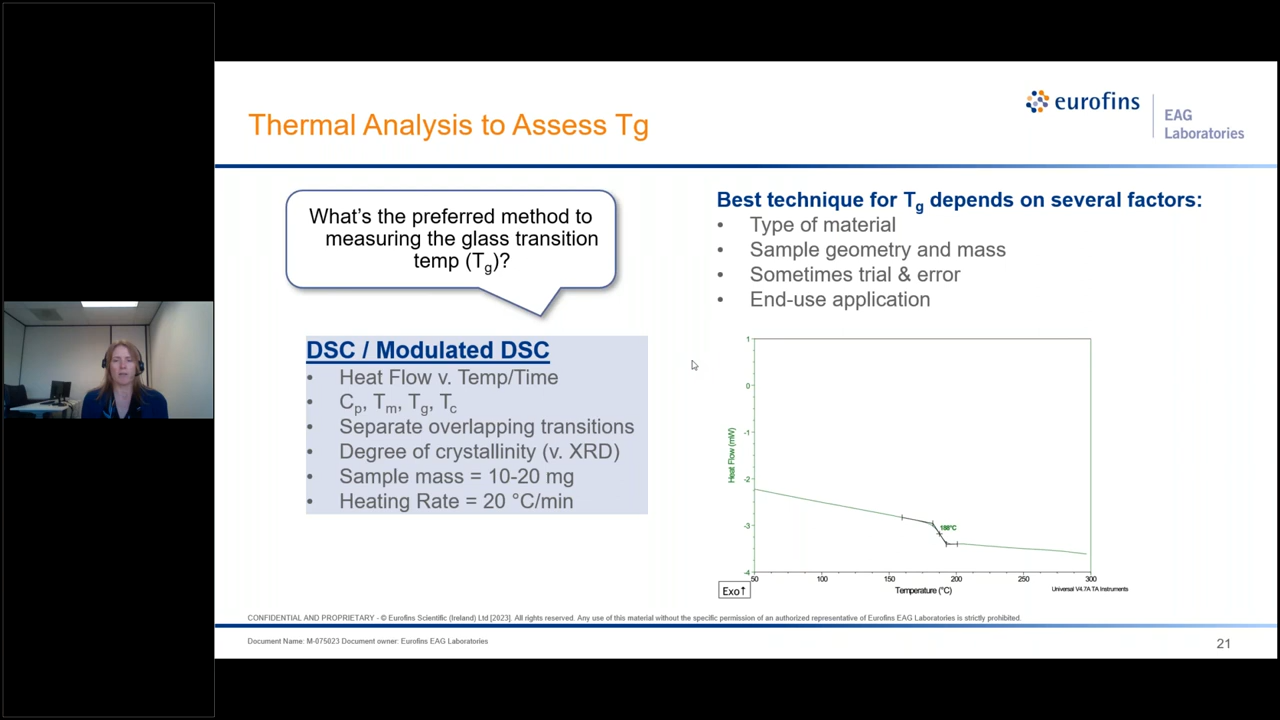 Thermal Analysis to Assess Tg
eurofins
EAG
Laboratories
What's the preferred method to
measuring the glass transition
temp (Tg)?
DSC / Modulated DSC
• Heat Flow v. Temp/Time
• Cp, Tm, Tg, Tc
• Separate overlapping transitions
• Degree of crystallinity (v. XRD)
• Sample mass = 10-20 mg
• Heating Rate = 20 °C/min
Best technique for Tg depends on several factors:
• Type of material
• Sample geometry and mass
• Sometimes trial & error
• End-use application
1
0
-1
-2
-3
-4
Heat Flow (mW)
188°C
50 100 150 200 250 300
Exo↑
Temperature (°C)
Universal V4.7A TA Instruments
CONFIDENTIAL AND PROPRIETARY - © Eurofins Scientific (Ireland) Ltd [2023]. All rights reserved. Any use of this material without the specific permission of an authorized representative of Eurofins EAG Laboratories is strictly prohibited.
Document Name: M-075023 Document owner: Eurofins EAG Laboratories
21